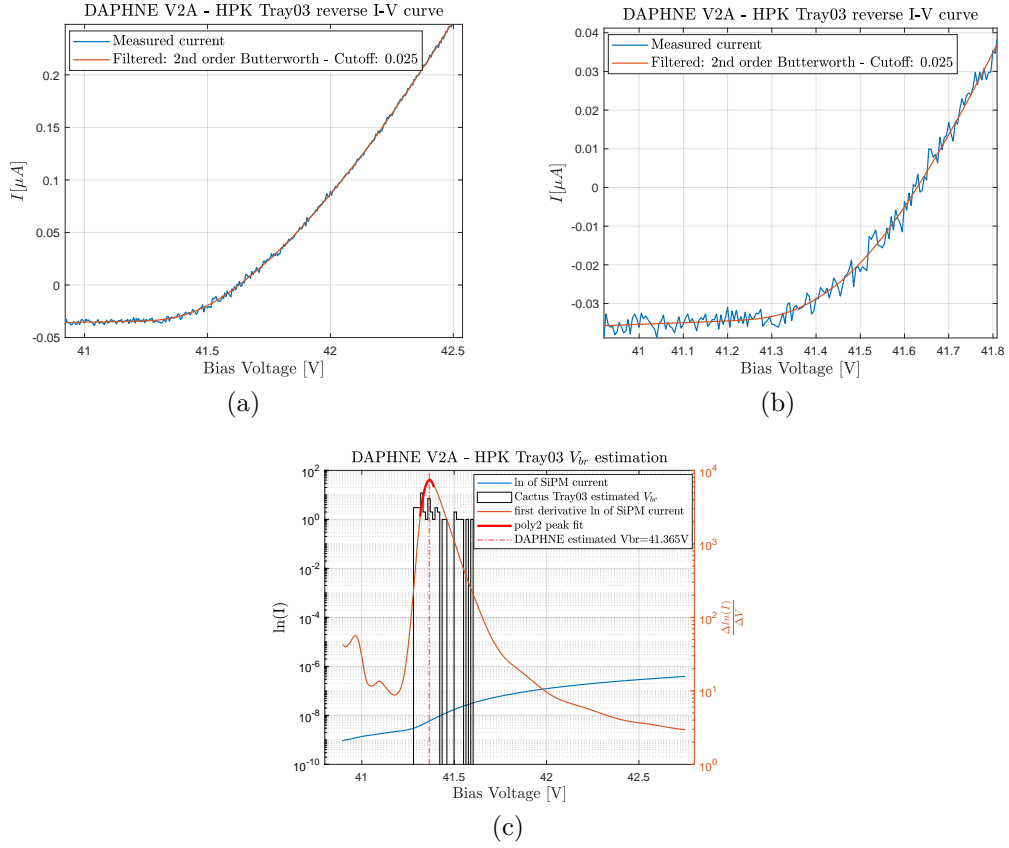 DAPHNE V2A - HPK Tray03 reverse I-V curve
Measured current
Filtered: 2nd order Butterworth - Cutoff: 0.025
0.2
0.15
0.1
0.05
0
-0.05
I[μA]
41
41.5
42
42.5
Bias Voltage [V]
(a)
DAPHNE V2A - HPK Tray03 reverse I-V curve
Measured current
Filtered: 2nd order Butterworth - Cutoff: 0.025
0.04
0.03
0.02
0.01
0
-0.01
-0.02
-0.03
I[μA]
41
41.1
41.2
41.3
41.4
41.5
41.6
41.7
41.8
Bias Voltage [V]
(b)
DAPHNE V2A - HPK Tray03 V_br estimation
ln of SiPM current
Cactus Tray03 estimated V_br
first derivative ln of SiPM current
poly2 peak fit
DAPHNE estimated Vbr=41.365V
10^2
10^0
10^-2
10^-4
10^-6
10^-8
10^-10
ln(I)
10^4
10^3
10^2
10^1
10^0
Δln(I)
ΔV
41
41.5
42
42.5
Bias Voltage [V]
(c)